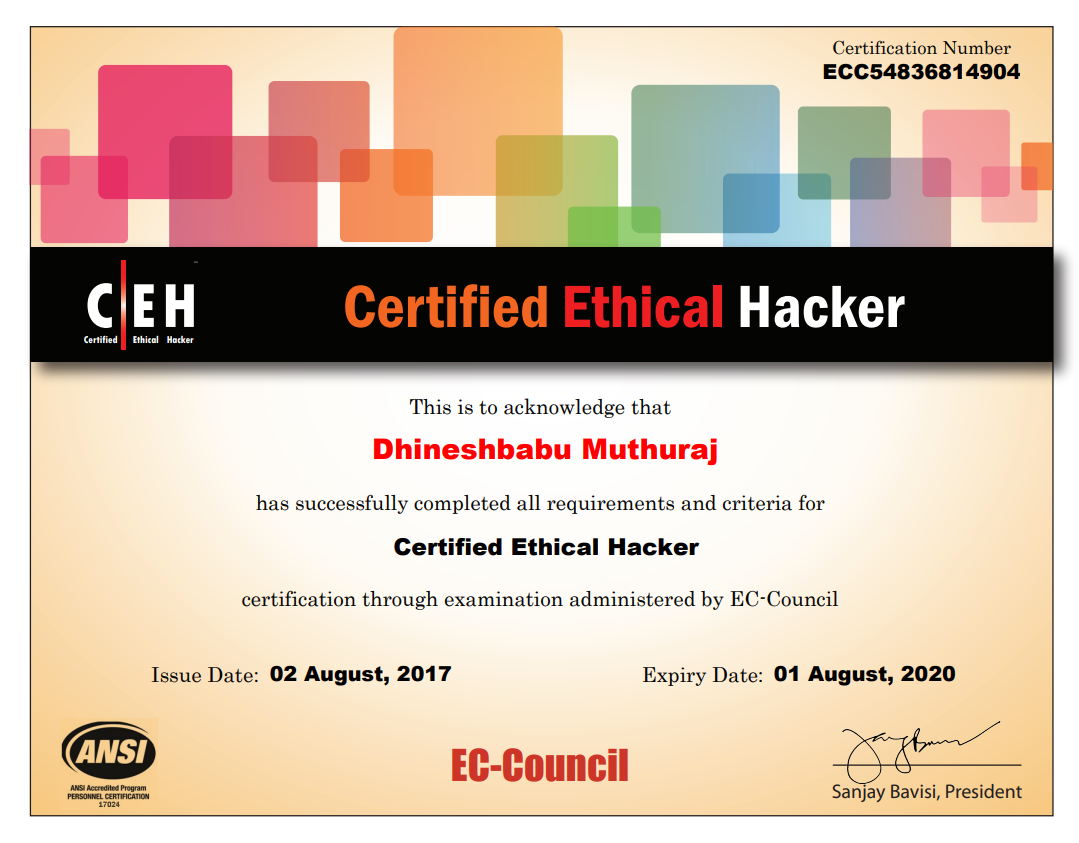 Certification Number
ECC54836814904
C|EH
Certified Ethical Hacker
Certified Ethical Hacker
This is to acknowledge that
Dhineshbabu Muthuraj
has successfully completed all requirements and criteria for
Certified Ethical Hacker
certification through examination administered by EC-Council
Issue Date: 02 August, 2017 Expiry Date: 01 August, 2020
ANSI
ANSI Accredited Program
PERSONNEL CERTIFICATION
17024
EC-Council
Sanjay Bavisi, President